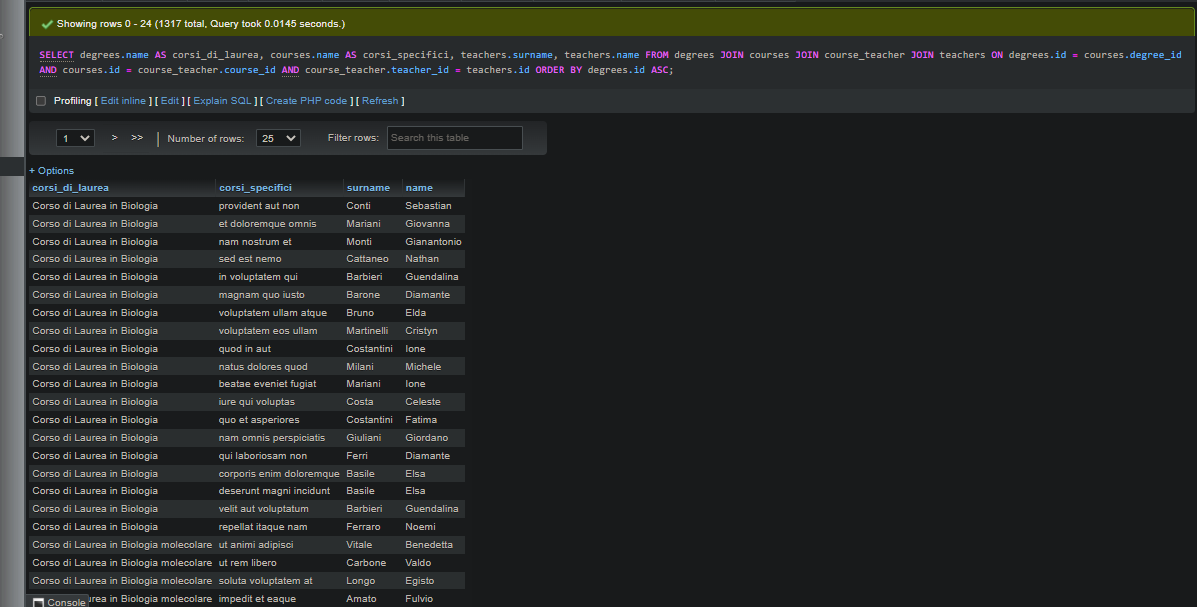 Showing rows 0 - 24 (1317 total, Query took 0.0145 seconds.)
SELECT degrees.name AS corsi_di_laurea, courses.name AS corsi_specifici, teachers.surname, teachers.name FROM degrees JOIN courses JOIN course_teacher JOIN teachers ON degrees.id = courses.degree_id
AND courses.id = course_teacher.course_id AND course_teacher.teacher_id = teachers.id ORDER BY degrees.id ASC;
Profiling [ Edit inline ] [ Edit ] [ Explain SQL ] [ Create PHP code ] [ Refresh ]
1 > >> | Number of rows: 25 Filter rows: Search this table
+ Options
corsi_di_laurea corsi_specifici surname name
Corso di Laurea in Biologia provident aut non Conti Sebastian
Corso di Laurea in Biologia et doloremque omnis Mariani Giovanna
Corso di Laurea in Biologia nam nostrum et Monti Gianantonio
Corso di Laurea in Biologia sed est nemo Cattaneo Nathan
Corso di Laurea in Biologia in voluptatem qui Barbieri Guendalina
Corso di Laurea in Biologia magnam quo iusto Barone Diamante
Corso di Laurea in Biologia voluptatem ullam atque Bruno Elda
Corso di Laurea in Biologia voluptatem eos ullam Martinelli Cristyn
Corso di Laurea in Biologia quod in aut Costantini Ione
Corso di Laurea in Biologia natus dolores quod Milani Michele
Corso di Laurea in Biologia beatae eveniet fugiat Mariani Ione
Corso di Laurea in Biologia iure qui voluptas Costa Celeste
Corso di Laurea in Biologia quo et asperiores Costantini Fatima
Corso di Laurea in Biologia nam omnis perspiciatis Giuliani Giordano
Corso di Laurea in Biologia qui laboriosam non Ferri Diamante
Corso di Laurea in Biologia corporis enim doloremque Basile Elsa
Corso di Laurea in Biologia deserunt magni incidunt Basile Elsa
Corso di Laurea in Biologia velit aut voluptatum Barbieri Guendalina
Corso di Laurea in Biologia repellat itaque nam Ferraro Noemi
Corso di Laurea in Biologia molecolare ut animi adipisci Vitale Benedetta
Corso di Laurea in Biologia molecolare ut rem libero Carbone Valdo
Corso di Laurea in Biologia molecolare soluta voluptatem at Longo Egisto
Console urea in Biologia molecolare impedit et eaque Amato Fulvio